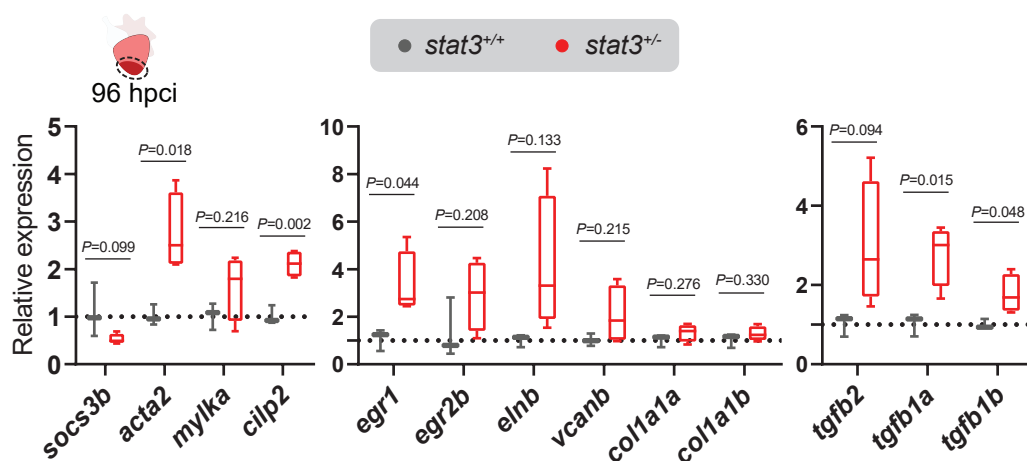 stat3+/+ stat3+/-
96 hpci
Relative expression
5
4
3
2
1
0
P=0.099
P=0.018
P=0.216
P=0.002
socs3b
acta2
mylka
cilp2
10
8
6
4
2
0
P=0.044
P=0.208
P=0.133
P=0.215
P=0.276
P=0.330
egr1
egr2b
elnb
vcanb
col1a1a
col1a1b
6
4
2
0
P=0.094
P=0.015
P=0.048
tgfb2
tgfb1a
tgfb1b